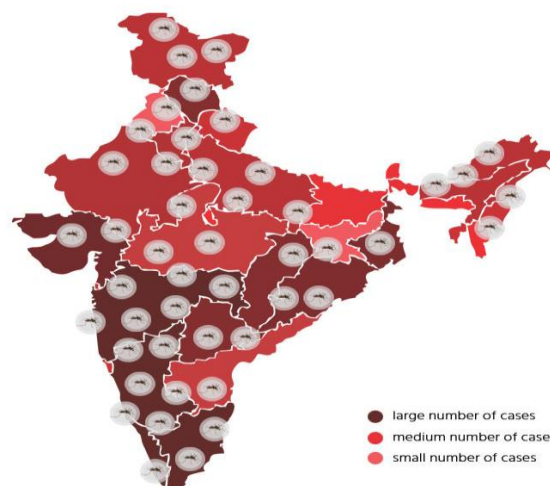 large number of cases
medium number of case
small number of cases